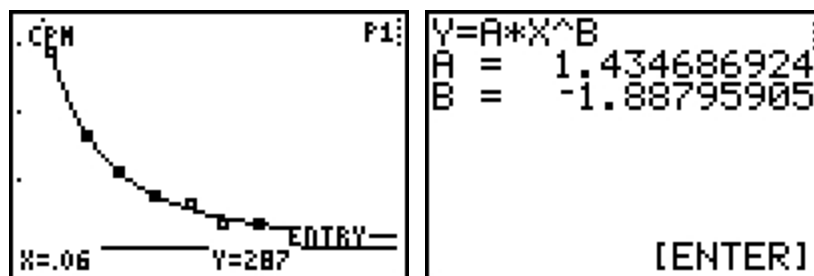 CPM P1
ENTRY
X=.06 Y=287
Y=A*X^B
A = 1.434686924
B = -1.88795905
[ENTER]